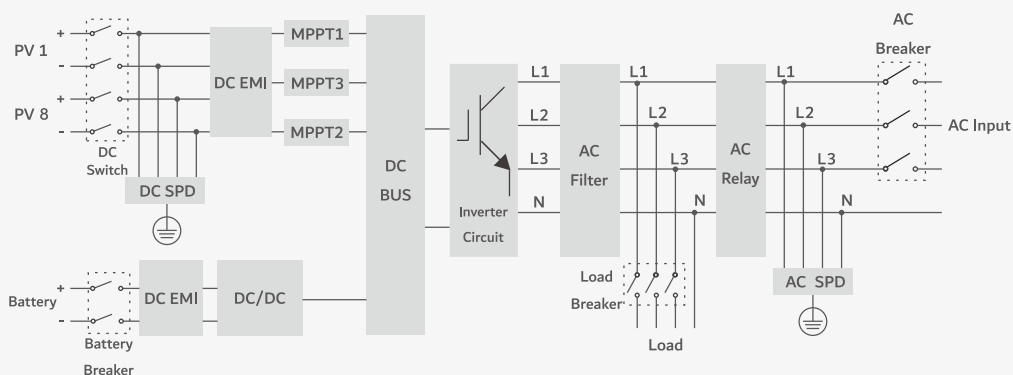 PV 1
+
-
PV 8
+
-
DC
Switch
DC SPD
DC EMI
MPPT1
MPPT3
MPPT2
DC
BUS
Battery
+
-
Battery
Breaker
DC EMI
DC/DC
Inverter
Circuit
L1
L2
L3
N
AC
Filter
L1
L2
L3
N
Load
Breaker
Load
AC
Relay
L1
L2
L3
N
AC SPD
AC
Breaker
AC Input